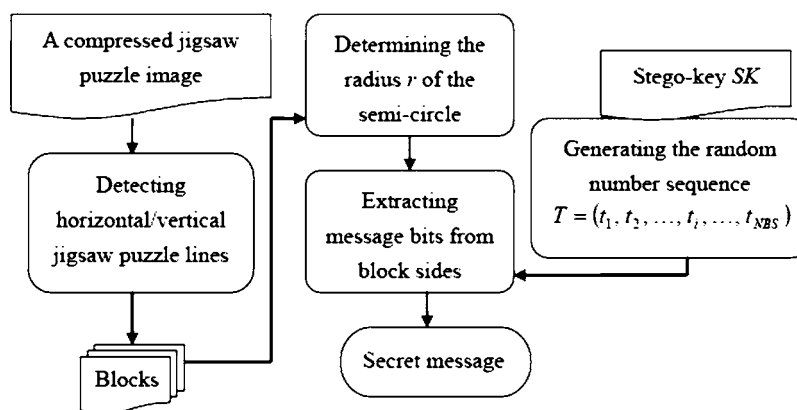 A compressed jigsaw
puzzle image
Detecting
horizontal/vertical
jigsaw puzzle lines
Blocks
Determining the
radius r of the
semi-circle
Extracting
message bits from
block sides
Secret message
Stego-key SK
Generating the random
number sequence
T = (t₁, t₂, ..., tᵢ, ..., t_NBS)